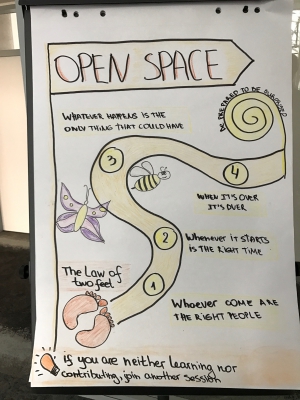 OPEN SPACE
BE PREPARED TO BE SURPRISED
WHATEVER HAPPENS IS THE
ONLY THING THAT COULD HAVE
3
4
WHEN IT'S OVER
IT'S OVER
2
Whenever it STARTS
IS THE RIGHT TIME
The Law of
two feet
1
Whoever COME ARE
THE RIGHT PEOPLE
if you are neither learning nor
contributing, join another session